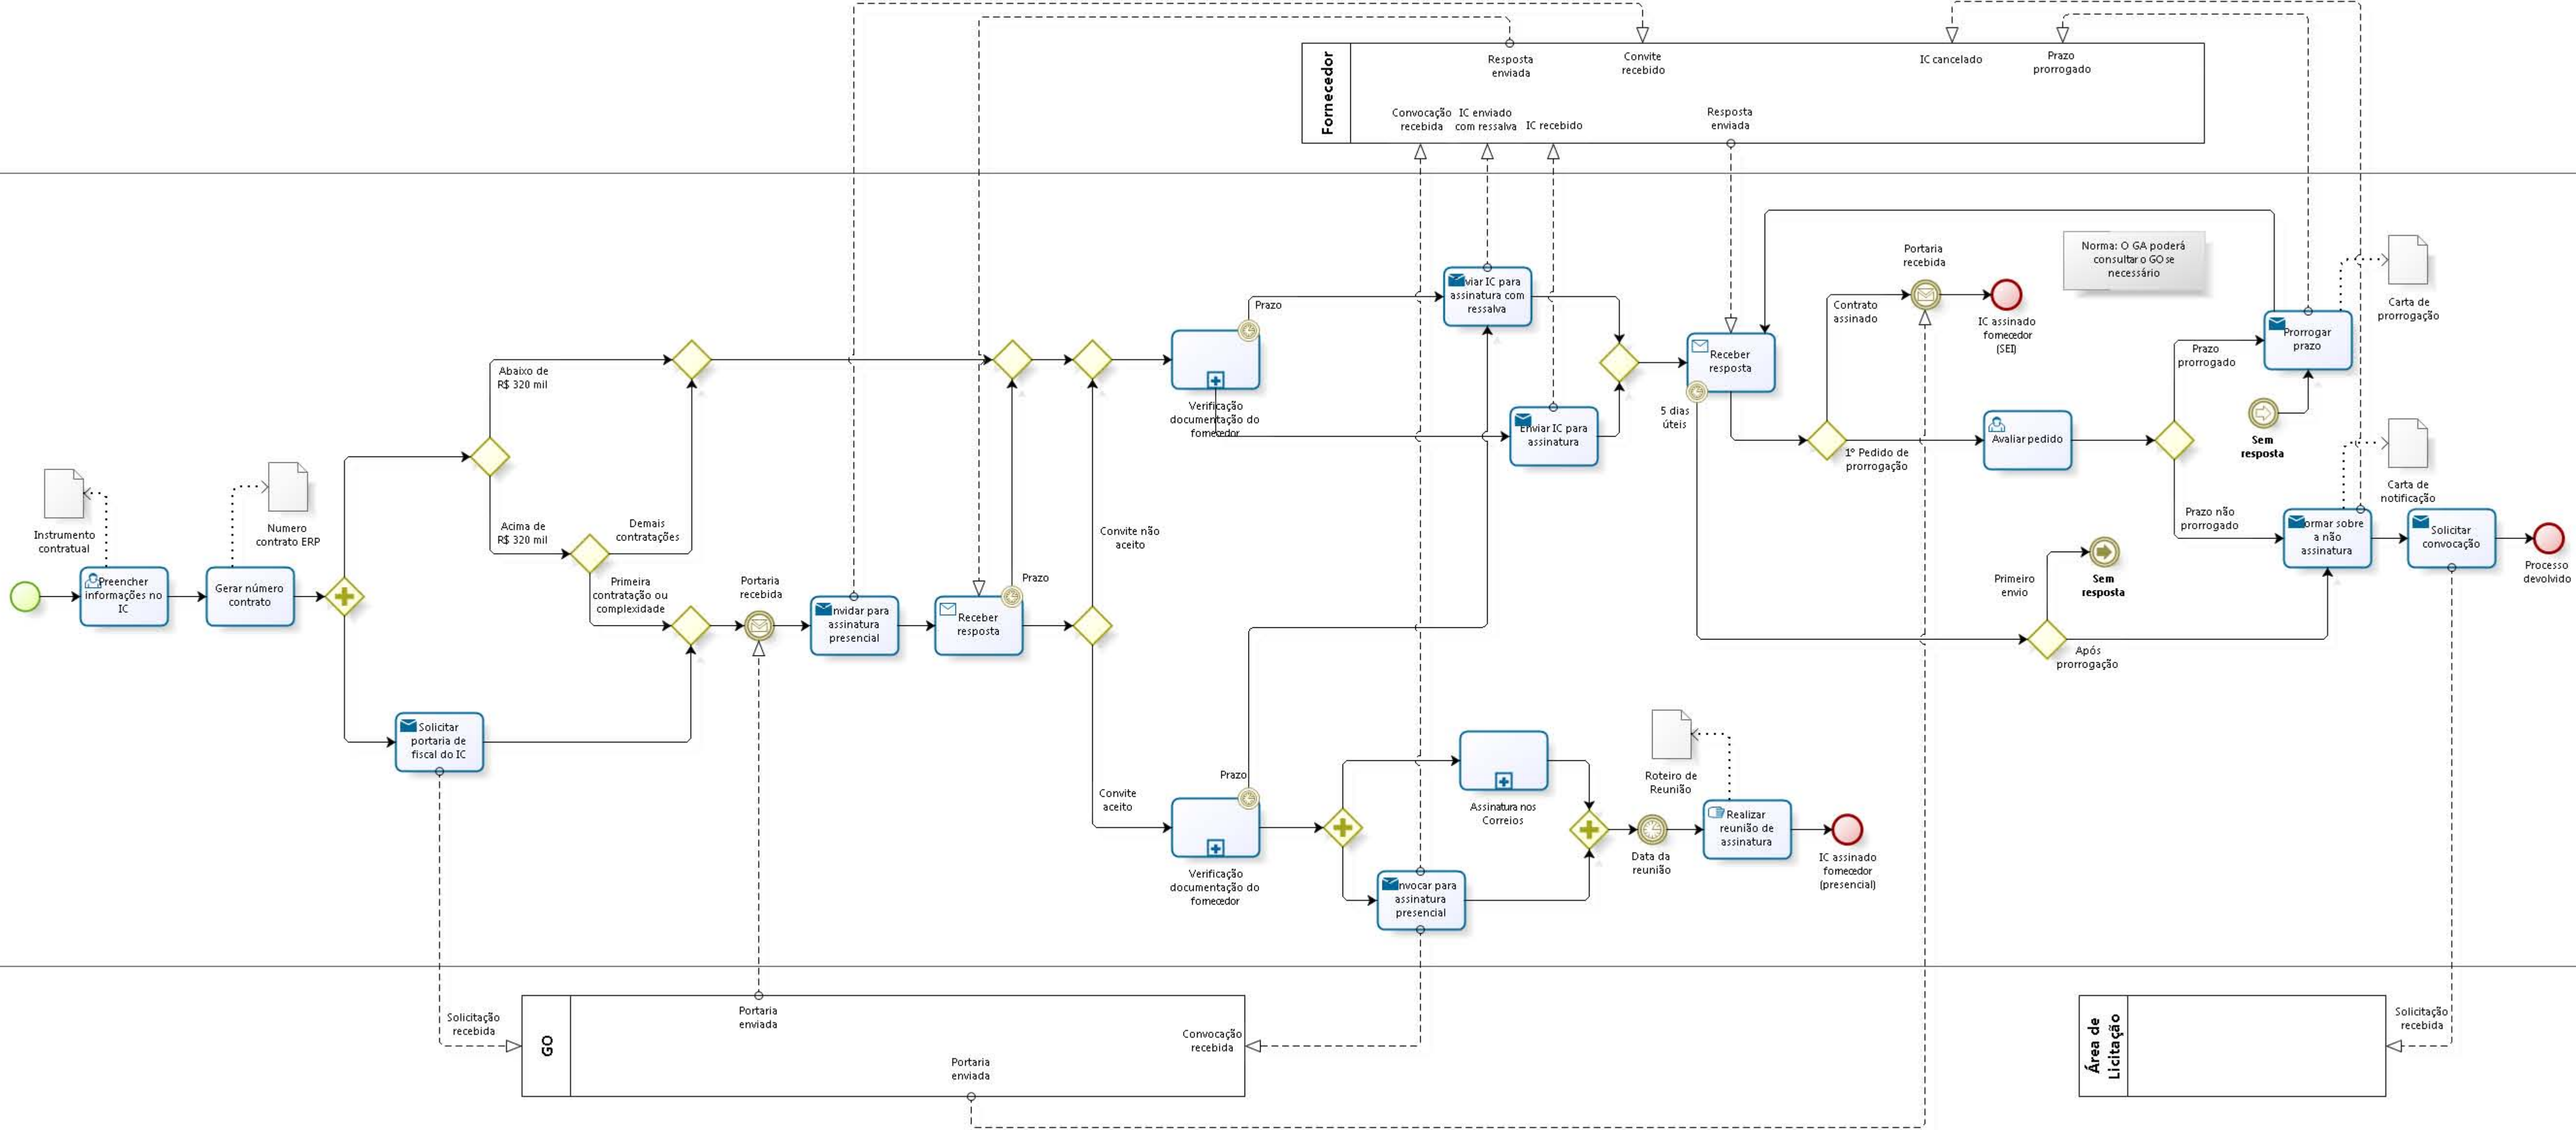 Fornecedor
Resposta
enviada
Convite
recebido
IC cancelado
Prazo
prorrogado
Convocação
recebida
IC enviado
com ressalva
IC recebido
Resposta
enviada
Instrumento
contratual
Numero
contrato ERP
Preencher
informações no
IC
Gerar número
contrato
Abaixo de
R$ 320 mil
Acima de
R$ 320 mil
Demais
contratações
Primeira
contratação ou
complexidade
Solicitar
portaria de
fiscal do IC
Portaria
recebida
nvidar para
assinatura
presencial
Receber
resposta
Prazo
Convite não
aceito
Convite
aceito
Verificação
documentação do
fornecedor
Prazo
viar IC para
assinatura com
ressalva
Enviar IC para
assinatura
Receber
resposta
5 dias
úteis
Contrato
assinado
Portaria
recebida
IC assinado
fornecedor
(SEI)
1º Pedido de
prorrogação
Avaliar pedido
Norma: O GA poderá
consultar o GO se
necessário
Prazo
prorrogado
Prorrogar
prazo
Carta de
prorrogação
Sem
resposta
Prazo não
prorrogado
ormar sobre
a não
assinatura
Carta de
notificação
Solicitar
convocação
Processo
devolvido
Primeiro
envio
Sem
resposta
Após
prorrogação
Verificação
documentação do
fornecedor
Prazo
Assinatura nos
Correios
nvocar para
assinatura
presencial
Data da
reunião
Roteiro de
Reunião
Realizar
reunião de
assinatura
IC assinado
fornecedor
(presencial)
Solicitação
recebida
GO
Portaria
enviada
Portaria
enviada
Convocação
recebida
Área de
Licitação
Solicitação
recebida